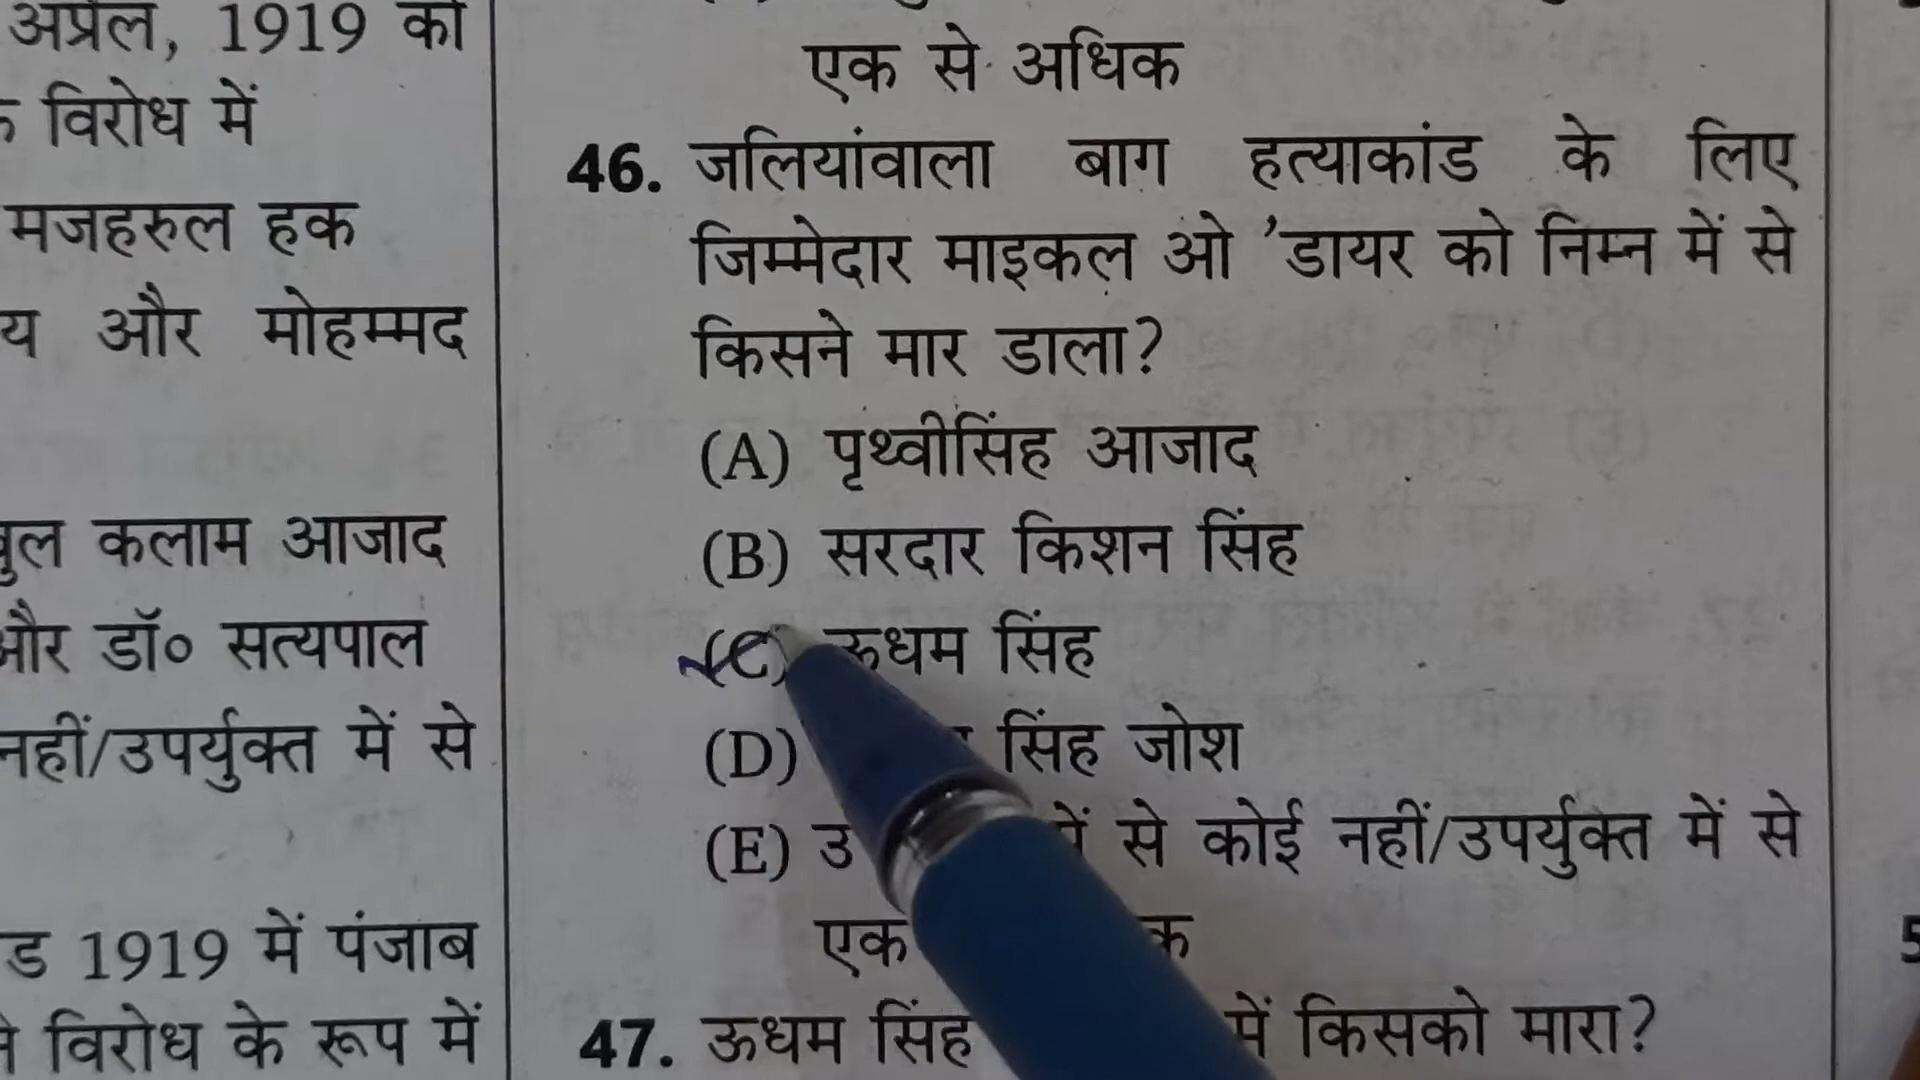 अप्रैल, 1919 को
विरोध में
मजहरुल हक
य और मोहम्मद
कलाम आजाद
और डॉ० सत्यपाल
नहीं/उपर्युक्त में से
ड 1919 में पंजाब
विरोध के रूप में
एक से अधिक
46. जलियांवाला बाग हत्याकांड के लिए
जिम्मेदार माइकल ओ 'डायर को निम्न में से
किसने मार डाला?
(A) पृथ्वीसिंह आजाद
(B) सरदार किशन सिंह
(C) ऊधम सिंह
(D) सिंह जोश
(E) उ में से कोई नहीं/उपर्युक्त में से
एक क
47. ऊधम सिंह में किसको मारा?
5